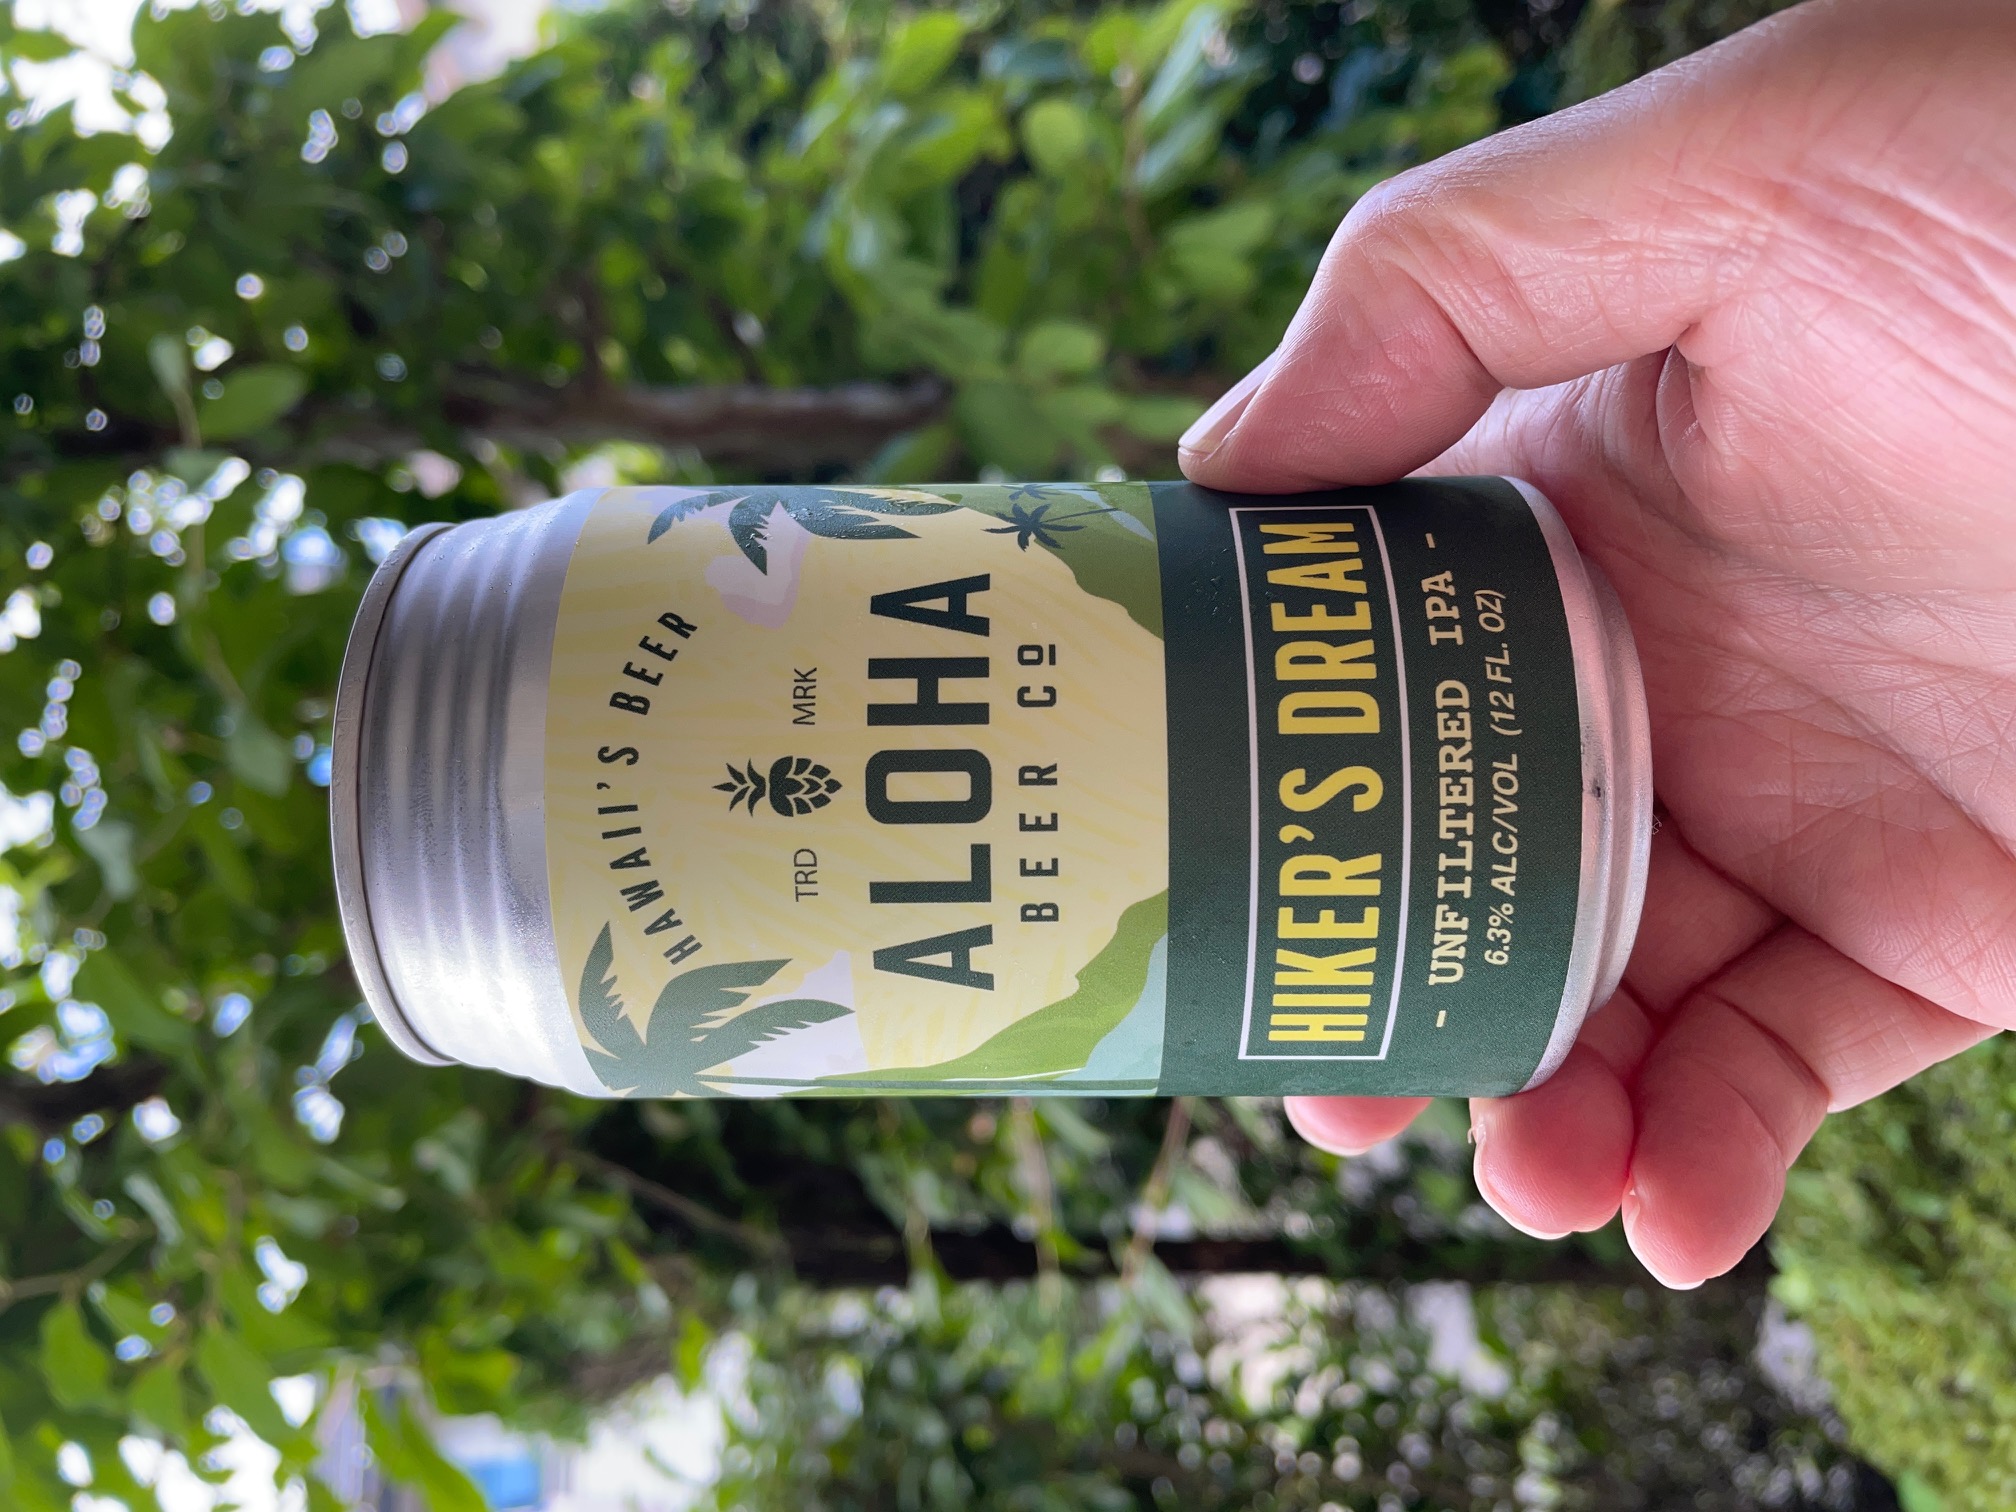 HAWAII'S BEER
TRD MRK
ALOHA
BEER Co
HIKER'S DREAM
- UNFILTERED IPA -
6.3% ALC/VOL (12 FL. OZ)